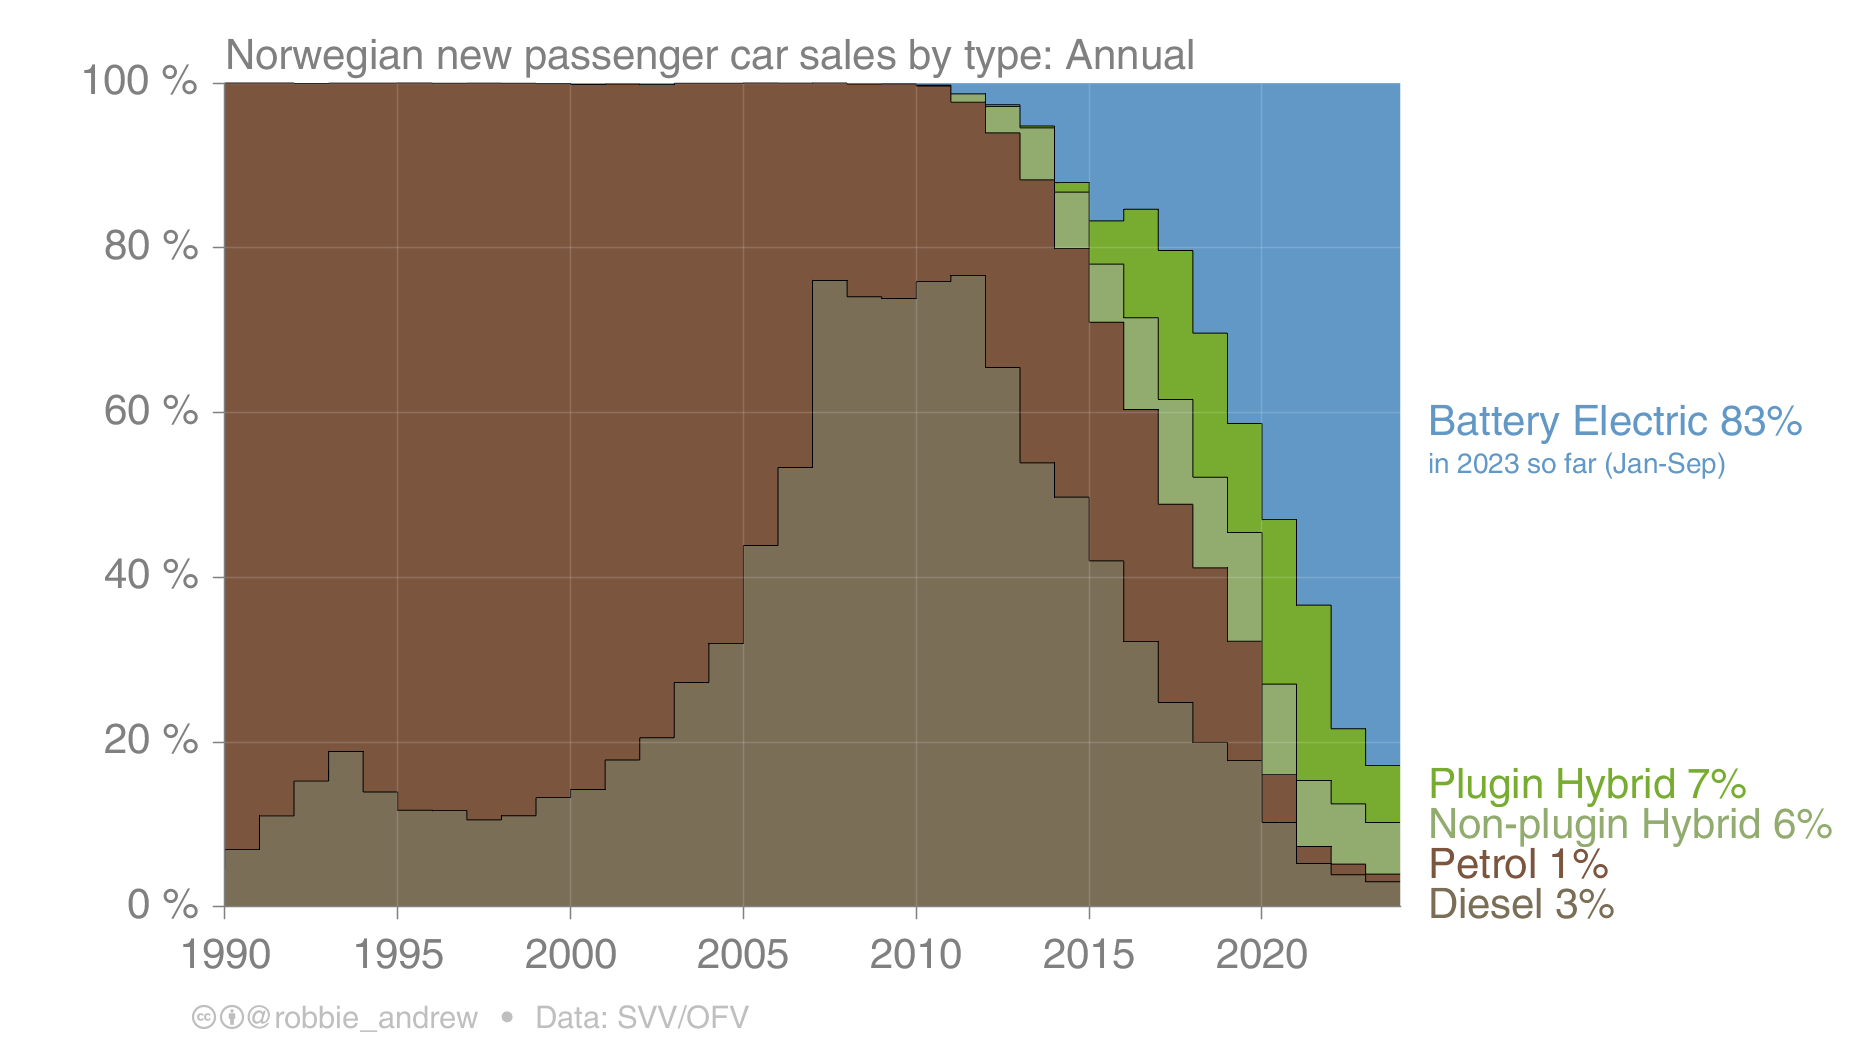 Norwegian new passenger car sales by type: Annual
100 %
80 %
60 %
40 %
20 %
0 %
1990 1995 2000 2005 2010 2015 2020
Battery Electric 83%
in 2023 so far (Jan-Sep)
Plugin Hybrid 7%
Non-plugin Hybrid 6%
Petrol 1%
Diesel 3%
@robbie_andrew • Data: SVV/OFV